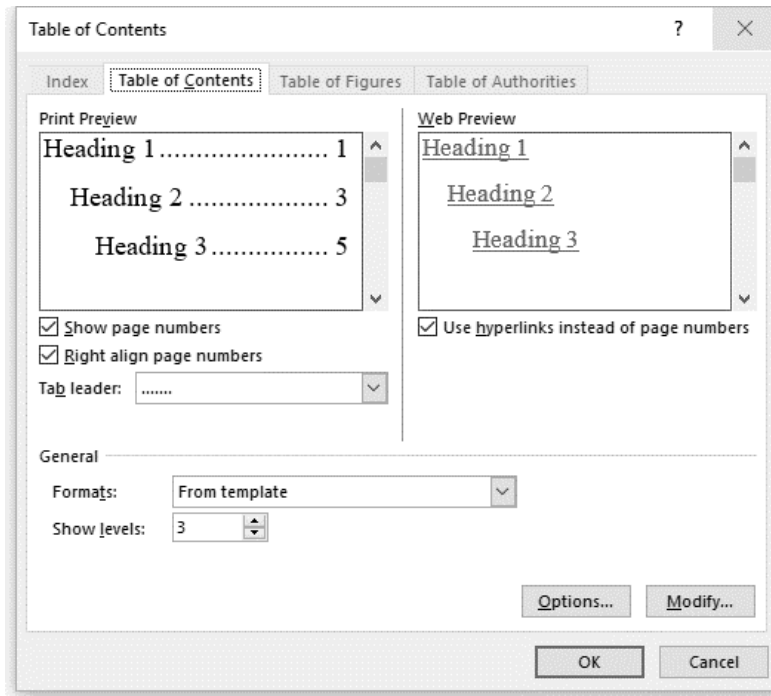 Table of Contents ?
Index Table of Contents Table of Figures Table of Authorities
Print Preview
Heading 1........................ 1
Heading 2 .................. 3
Heading 3................. 5
Show page numbers
Right align page numbers
Tab leader: .......
Web Preview
Heading 1
Heading 2
Heading 3
Use hyperlinks instead of page numbers
General
Formats: From template
Show levels: 3
Options... Modify...
OK Cancel